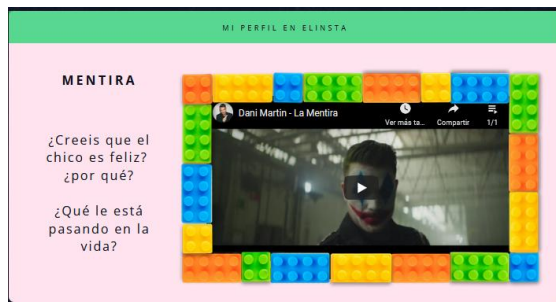 MI PERFIL EN ELINSTA
MENTIRA
¿Creeis que el
chico es feliz?
¿por qué?
¿Qué le está
pasando en la
vida?
Dani Martin - La Mentira
Ver más ta...
Compartir
1/1